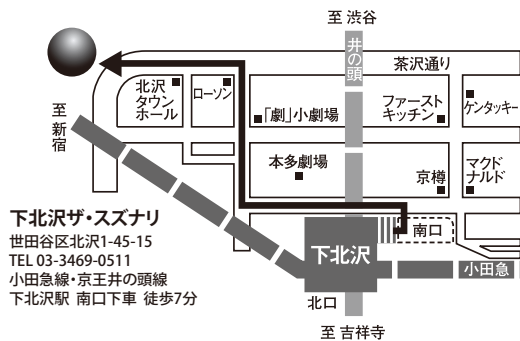 至 渋谷
井の頭
茶沢通り
北沢
タウン
ホール
ローソン
「劇」小劇場
ファースト
キッチン
ケンタッキー
至
新
宿
本多劇場
京樽
マクド
ナルド
下北沢ザ・スズナリ
世田谷区北沢1-45-15
TEL 03-3469-0511
小田急線・京王井の頭線
下北沢駅 南口下車 徒歩7分
下北沢
南口
小田急
北口
至 吉祥寺